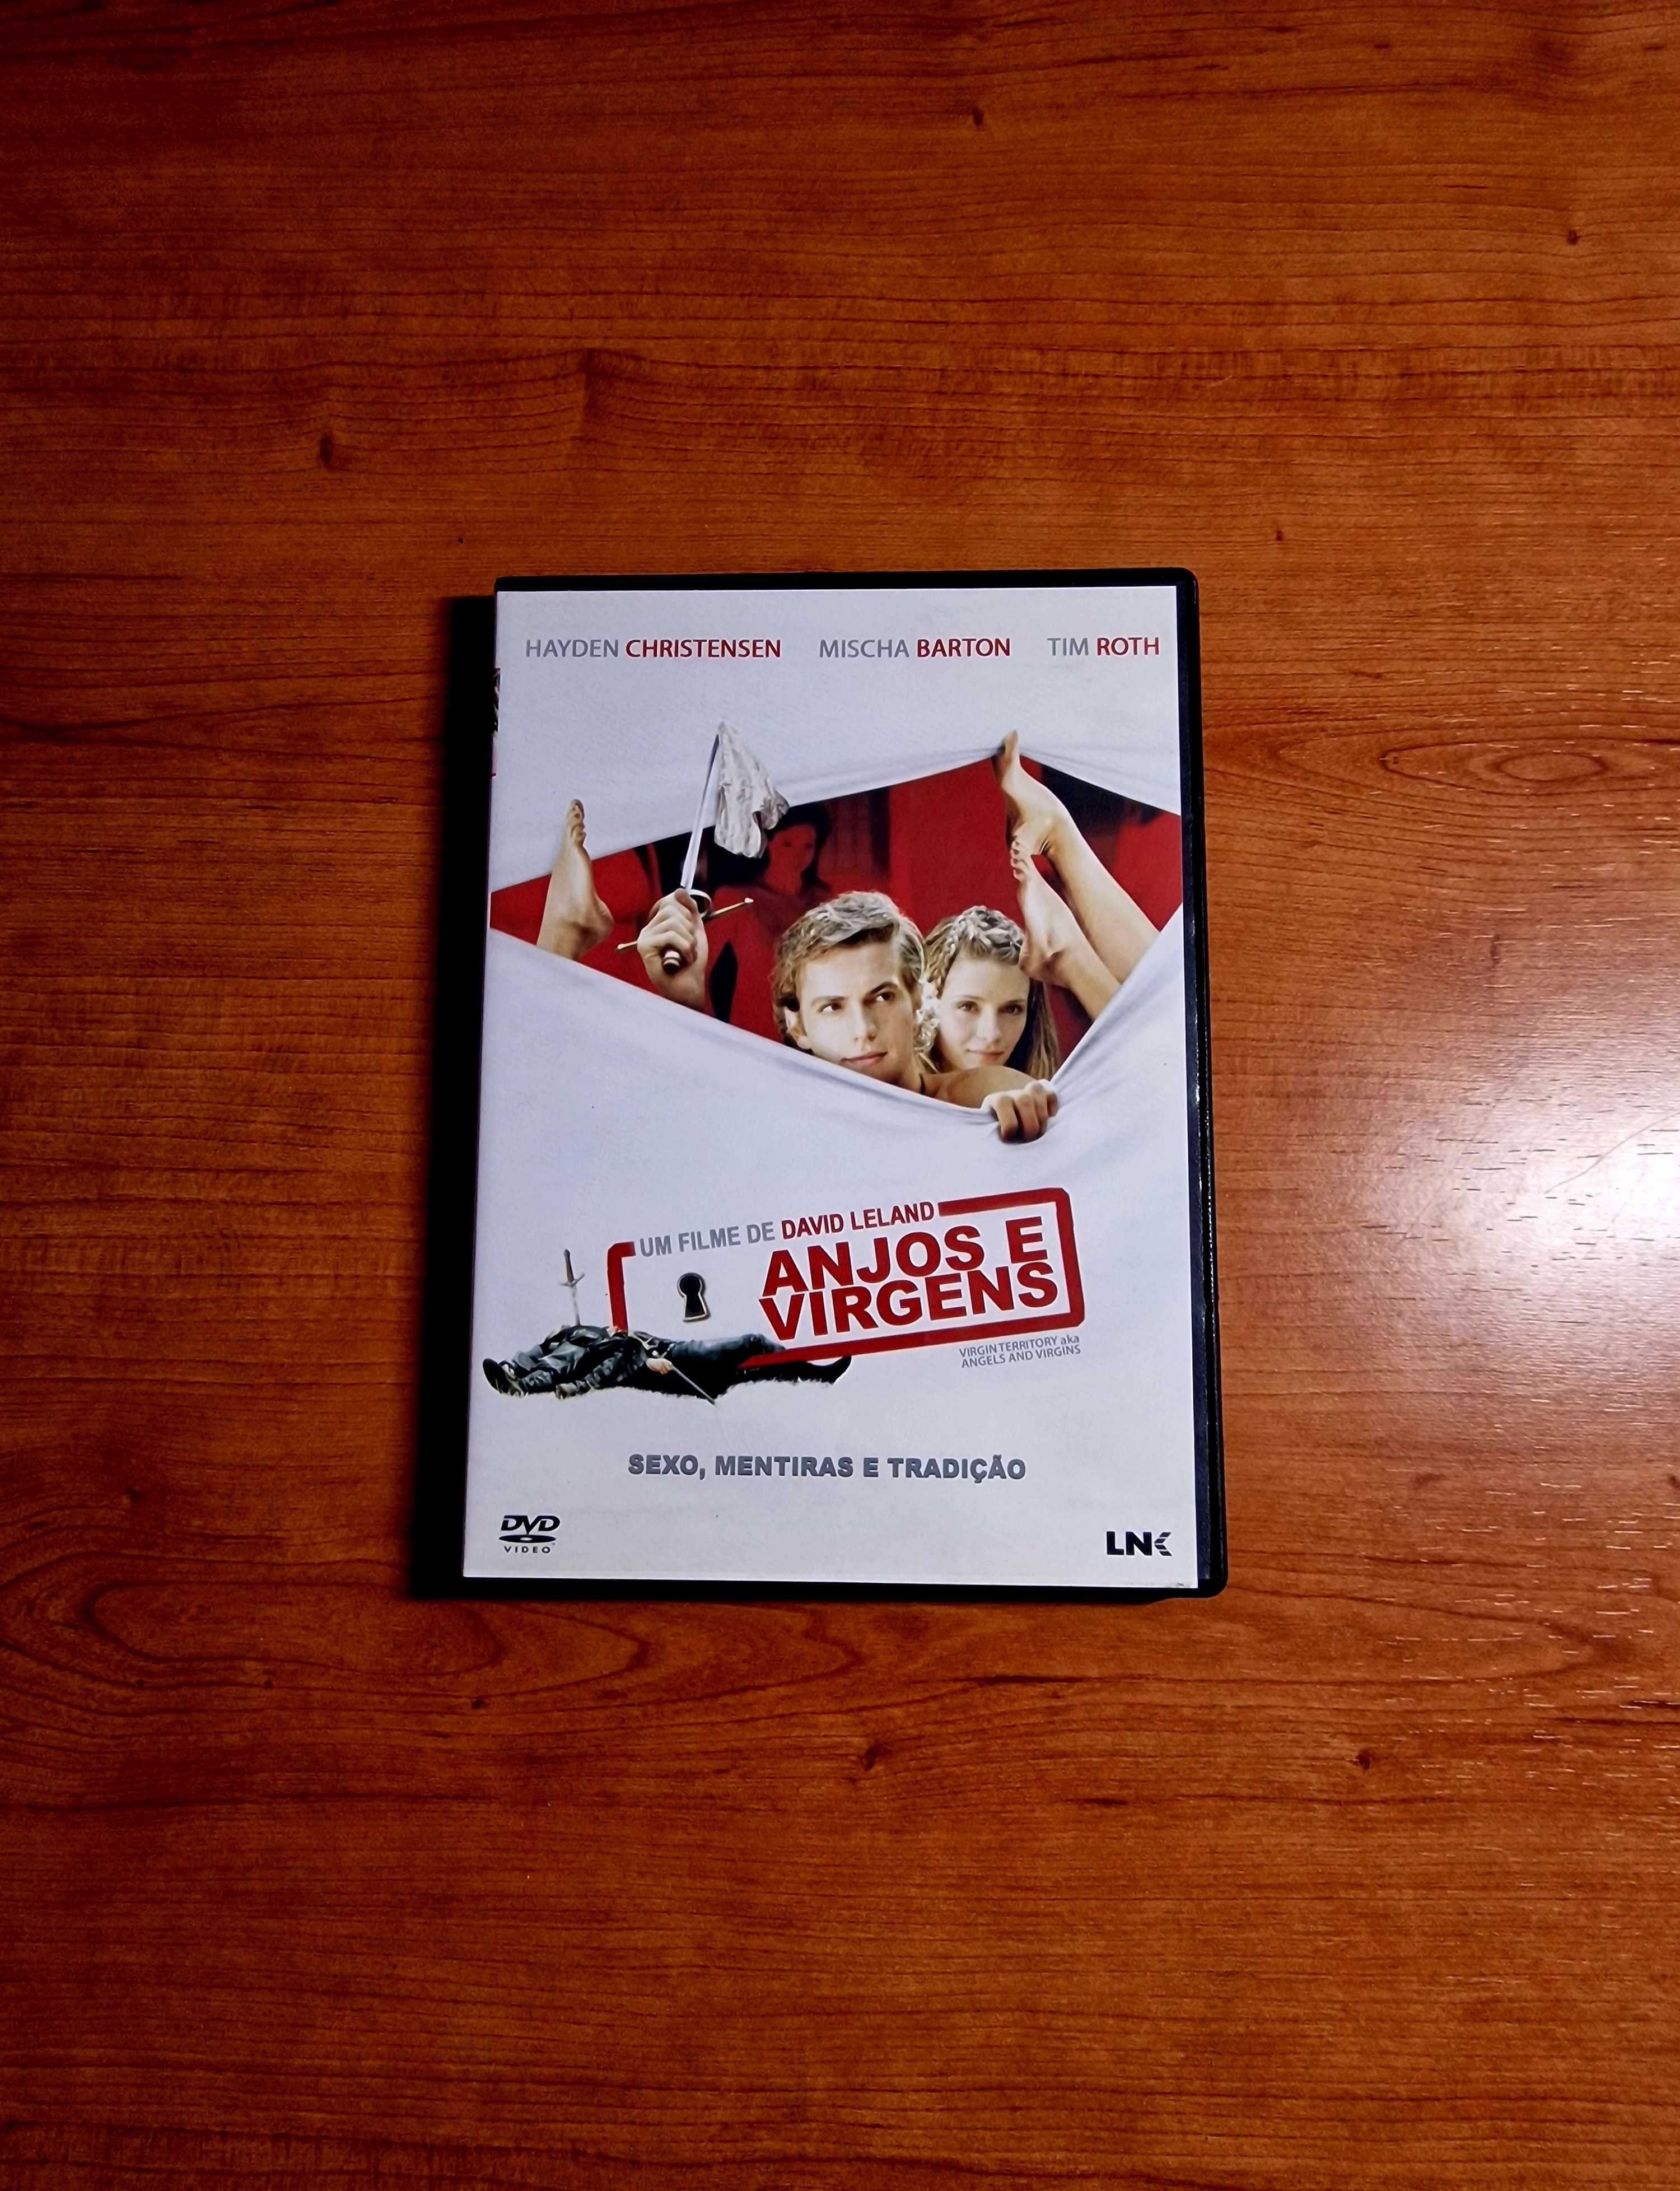 HAYDEN CHRISTENSEN MISCHA BARTON TIM ROTH
UM FILME DE DAVID LELAND
ANJOS E
VIRGENS
VIRGIN TERRITORY aka
ANGELS AND VIRGINS
SEXO, MENTIRAS E TRADIÇÃO
DVD
VIDEO
LNK